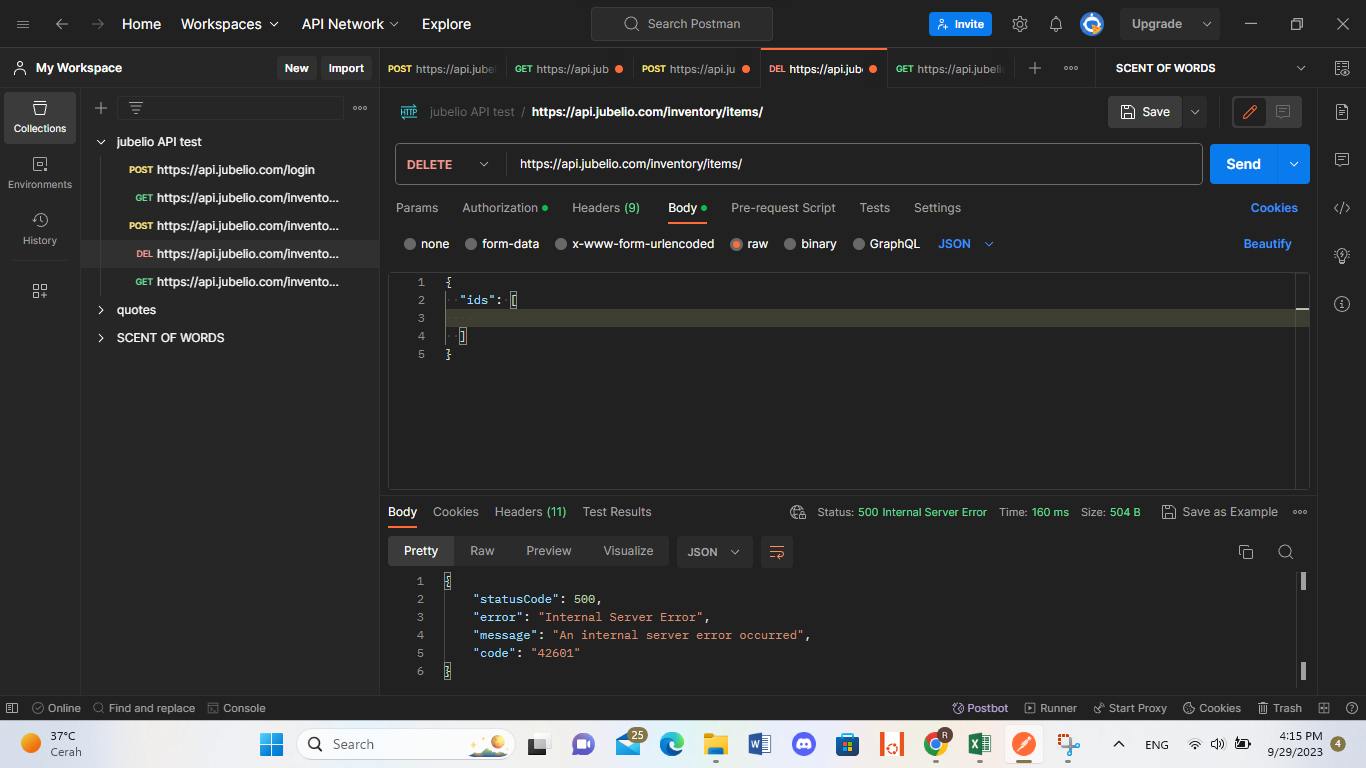 Home Workspaces API Network Explore Search Postman Invite Upgrade
My Workspace New Import
POST https://api.jubel GET https://api.jub POST https://api.ju DEL https://api.jub GET https://api.jubeli SCENT OF WORDS
Collections
Environments
History
jubelio API test
POST https://api.jubelio.com/login
GET https://api.jubelio.com/invento...
POST https://api.jubelio.com/invento...
DEL https://api.jubelio.com/invento...
GET https://api.jubelio.com/invento...
quotes
SCENT OF WORDS
HTTP jubelio API test / https://api.jubelio.com/inventory/items/ Save
DELETE https://api.jubelio.com/inventory/items/ Send
Params Authorization Headers (9) Body Pre-request Script Tests Settings Cookies
none form-data x-www-form-urlencoded raw binary GraphQL JSON Beautify
1 {
2 "ids": [
3
4 ]
5 }
Body Cookies Headers (11) Test Results Status: 500 Internal Server Error Time: 160 ms Size: 504 B Save as Example
Pretty Raw Preview Visualize JSON
1 {
2 "statusCode": 500,
3 "error": "Internal Server Error",
4 "message": "An internal server error occurred",
5 "code": "42601"
6 }
Online Find and replace Console Postbot Runner Start Proxy Cookies Trash
37°C
Cerah
Search
25
R
ENG
4:15 PM
9/29/2023
4